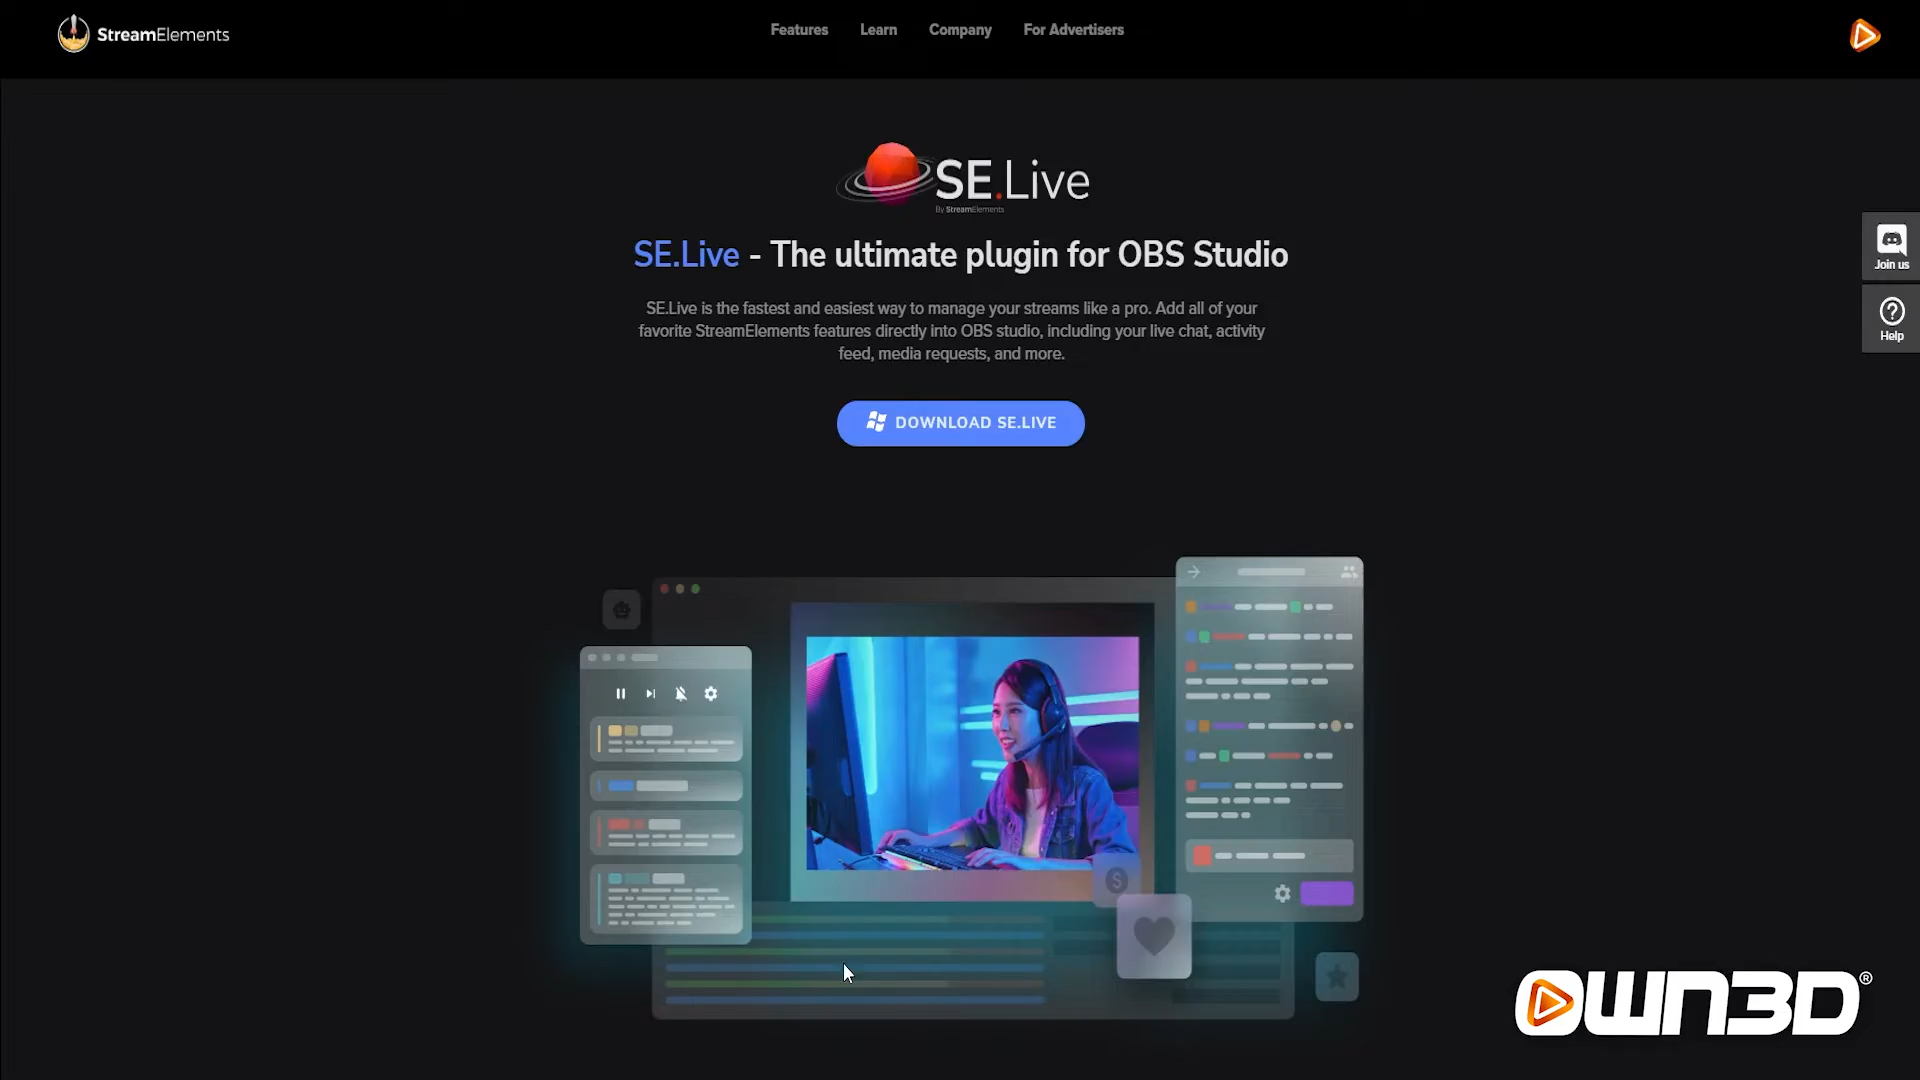 StreamElements
Features
Learn
Company
For Advertisers
SE.Live
By StreamElements
SE.Live - The ultimate plugin for OBS Studio
SE.Live is the fastest and easiest way to manage your streams like a pro. Add all of your
favorite StreamElements features directly into OBS studio, including your live chat, activity
feed, media requests, and more.
DOWNLOAD SE.LIVE
Join us
Help
OWN3D®